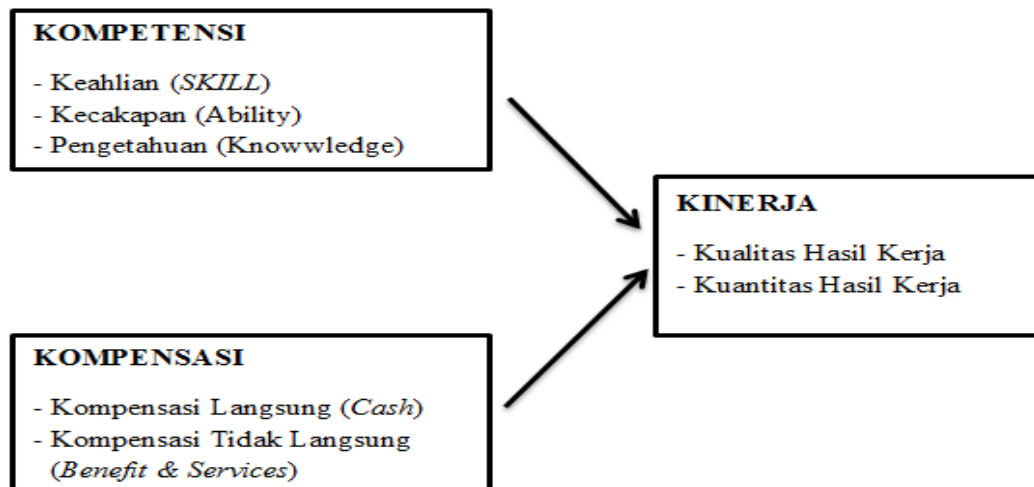 KOMPETENSI
- Keahlian (SKILL)
- Kecakapan (Ability)
- Pengetahuan (Knowwledge)
KINERJA
- Kualitas Hasil Kerja
- Kuantitas Hasil Kerja
KOMPENSASI
- Kompensasi Langsung (Cash)
- Kompensasi Tidak Langsung
(Benefit & Services)